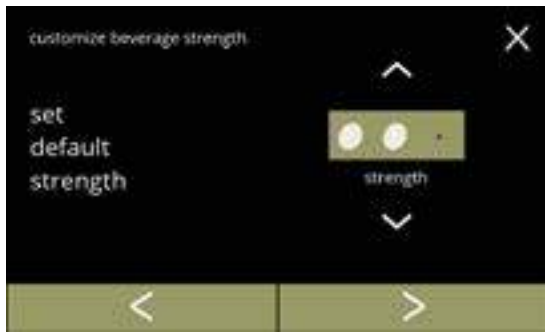 customize beverage strength
set
default
strength
strength